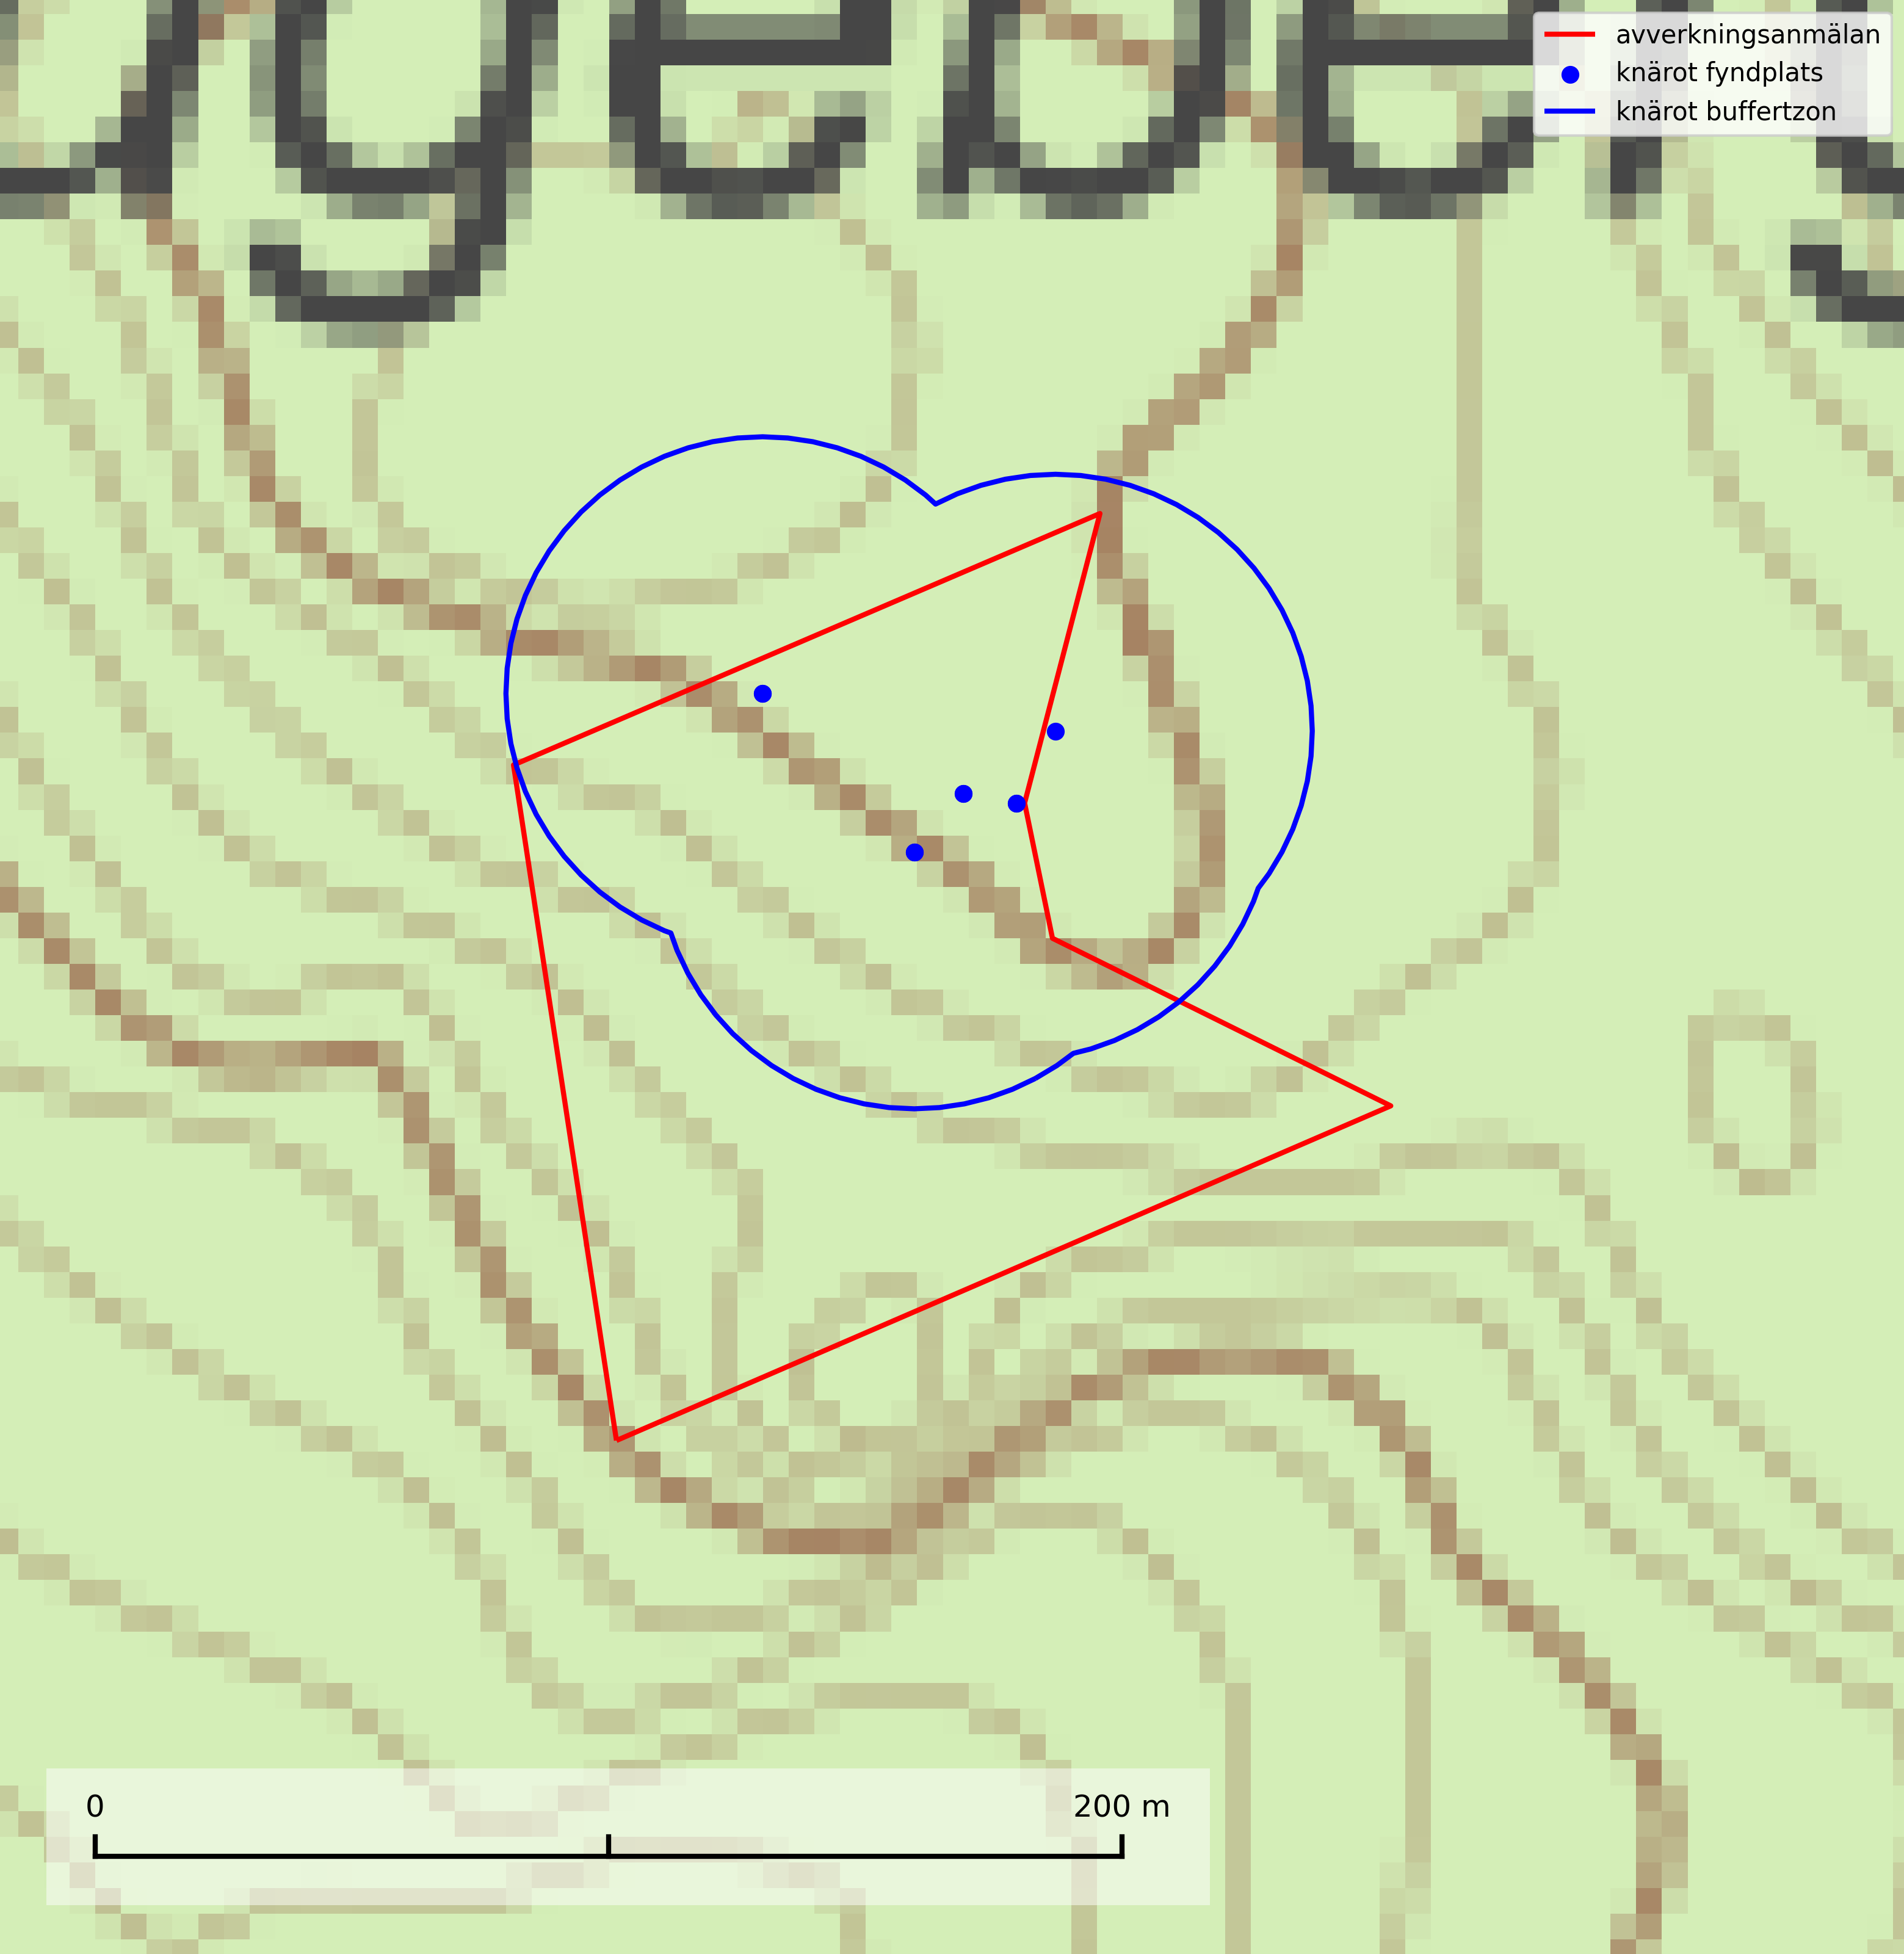 avverkningsanmälan
knärot fyndplats
knärot buffertzon
0 200 m